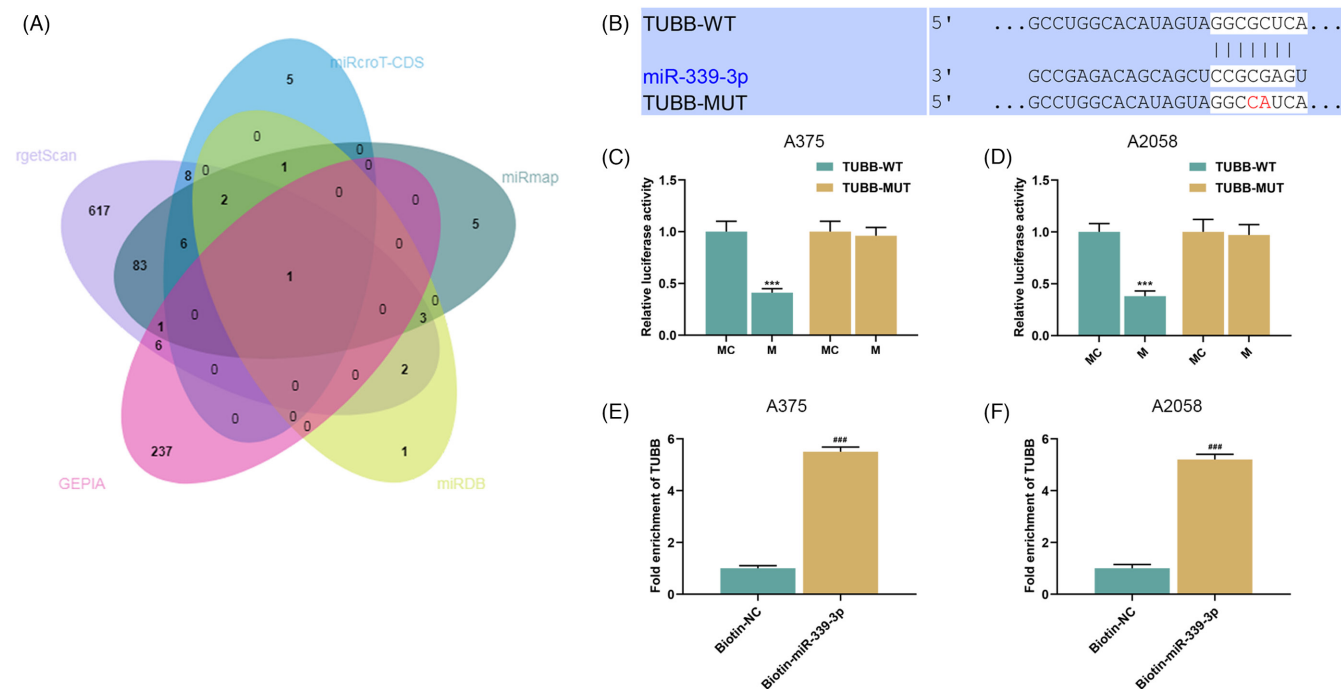 (A)
miRcroT-CDS
5
0
0
0
rgetScan
8
0
1
miRmap
2
0
0
617
5
6
0
83
1
0
0
0
3
1
6
0
0
0
2
0
0
0
0
237
1
GEPIA
miRDB
(B)
TUBB-WT 5' ...GCCUGGCACAUAGUAGGCGCUCA...
|||||||
miR-339-3p 3' GCCGAGACAGCAGCUCCGCGAGU
TUBB-MUT 5' ...GCCUGGCACAUAGUAGGCCAUCA...
(C)
A375
TUBB-WT
TUBB-MUT
Relative luciferase activity
1.5
1.0
0.5
0.0
***
MC M MC M
(D)
A2058
TUBB-WT
TUBB-MUT
Relative luciferase activity
1.5
1.0
0.5
0.0
***
MC M MC M
(E)
A375
Fold enrichment of TUBB
6
4
2
0
###
Biotin-NC
Biotin-miR-339-3p
(F)
A2058
Fold enrichment of TUBB
6
4
2
0
###
Biotin-NC
Biotin-miR-339-3p